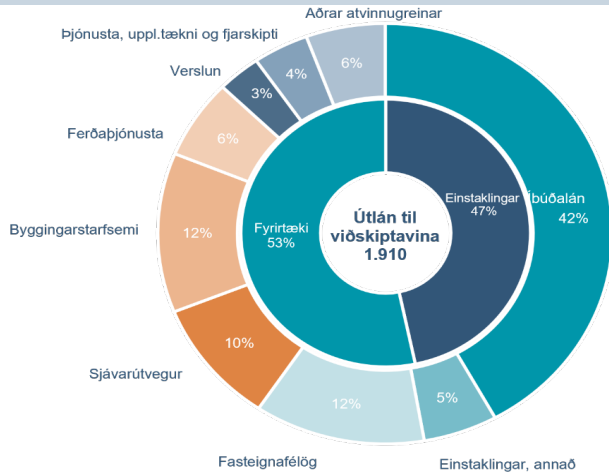 Aðrar atvinnugreinar
Þjónusta, uppl.tækni og fjarskipti
Verslun
Ferðaþjónusta
Byggingarstarfsemi
Sjávarútvegur
Fasteignafélög
Einstaklingar, annað
6%
4%
3%
6%
12%
10%
12%
5%
Íbúðalán
42%
Einstaklingar
47%
Fyrirtæki
53%
Útlán til
viðskiptavina
1.910